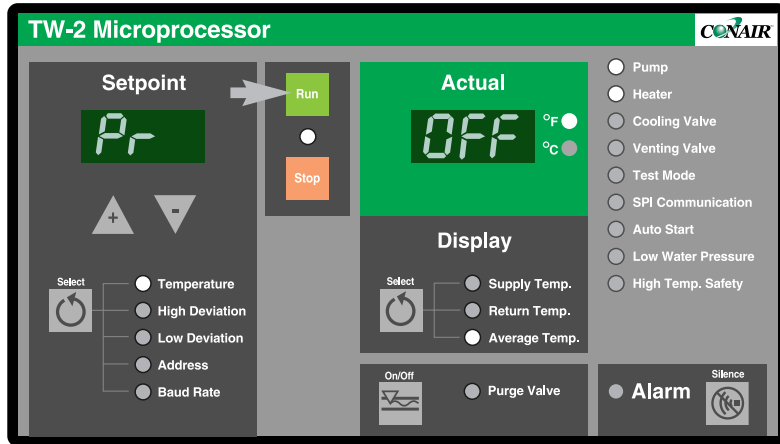 TW-2 Microprocessor
CONAIR
Setpoint
Pr
+
-
Select
Temperature
High Deviation
Low Deviation
Address
Baud Rate
Run
Stop
Actual
OFF
°F
°C
Display
Select
Supply Temp.
Return Temp.
Average Temp.
On/Off
Purge Valve
Pump
Heater
Cooling Valve
Venting Valve
Test Mode
SPI Communication
Auto Start
Low Water Pressure
High Temp. Safety
Alarm
Silence